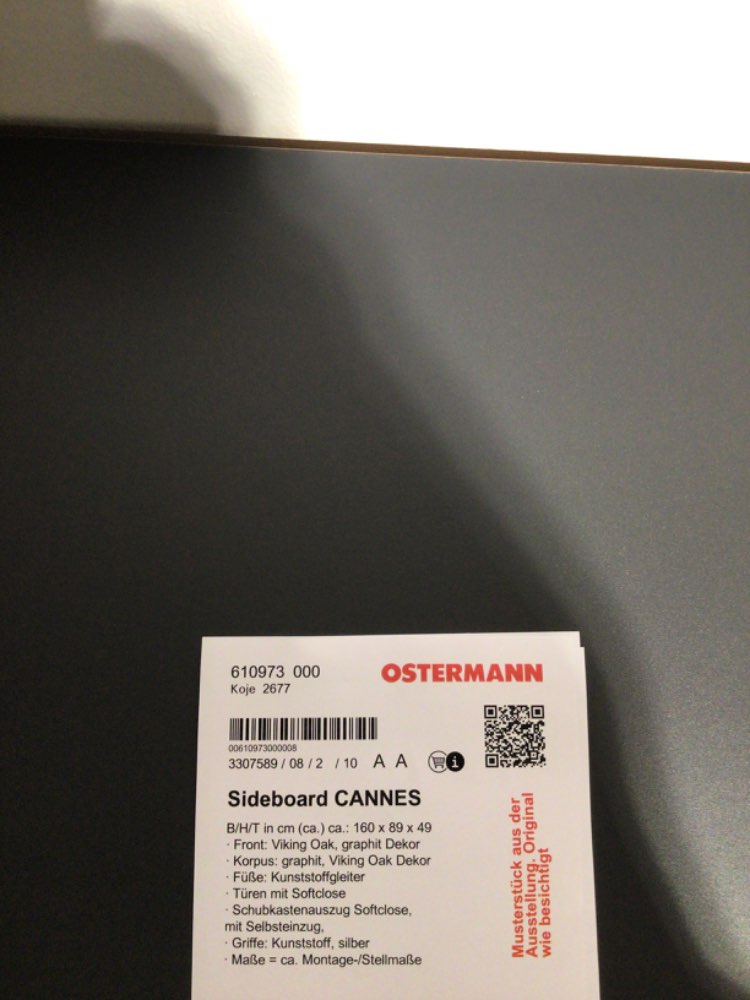 610973 000
OSTERMANN
Koje 2677
00610973000008
3307589 / 08 / 2 / 10 A A i
Sideboard CANNES
B/H/T in cm (ca.) ca.: 160 x 89 x 49
· Front: Viking Oak, graphit Dekor
· Korpus: graphit, Viking Oak Dekor
· Füße: Kunststoffgleiter
· Türen mit Softclose
· Schubkastenauszug Softclose,
mit Selbsteinzug,
· Griffe: Kunststoff, silber
· Maße = ca. Montage-/Stellmaße
Musterstück aus der
Ausstellung. Original
wie besichtigt